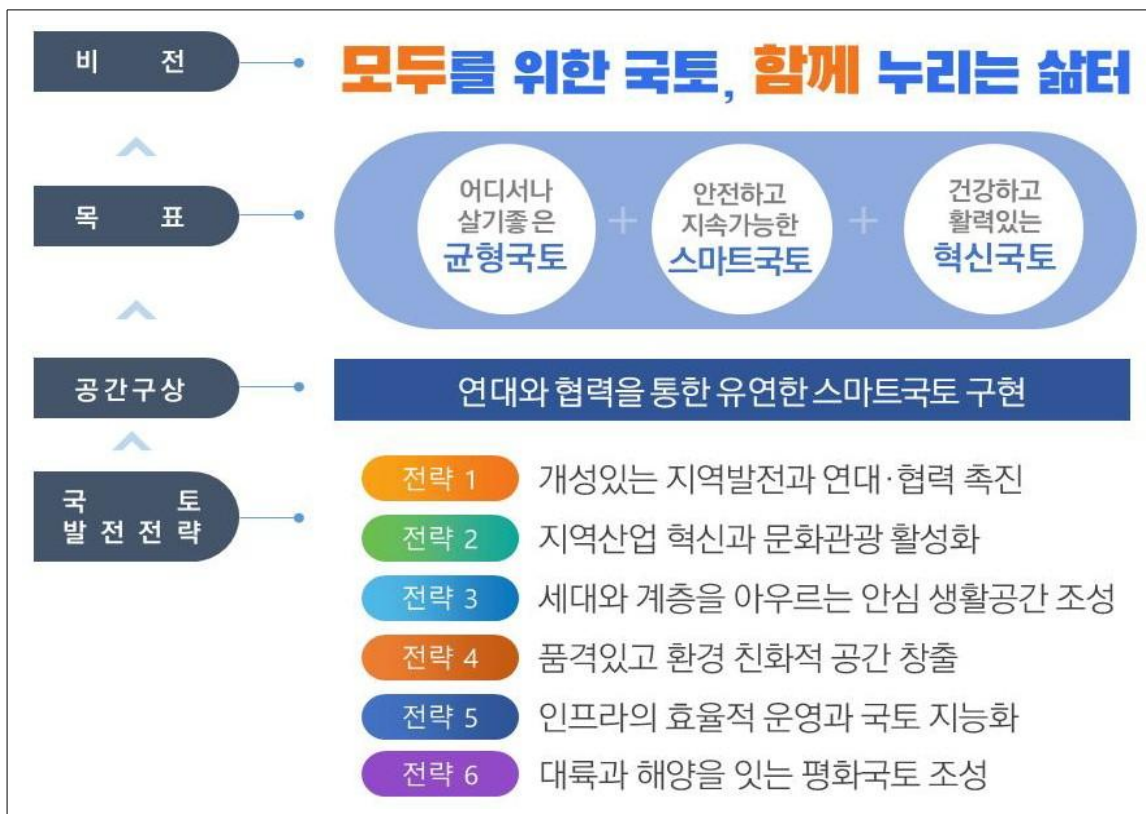 비 전
모두를 위한 국토, 함께 누리는 삶터
목 표
어디서나
살기좋은
균형국토
+
안전하고
지속가능한
스마트국토
+
건강하고
활력있는
혁신국토
공간구상
연대와 협력을 통한 유연한 스마트국토 구현
국 토
발전전략
전략 1 개성있는 지역발전과 연대·협력 촉진
전략 2 지역산업 혁신과 문화관광 활성화
전략 3 세대와 계층을 아우르는 안심 생활공간 조성
전략 4 품격있고 환경 친화적 공간 창출
전략 5 인프라의 효율적 운영과 국토 지능화
전략 6 대륙과 해양을 잇는 평화국토 조성